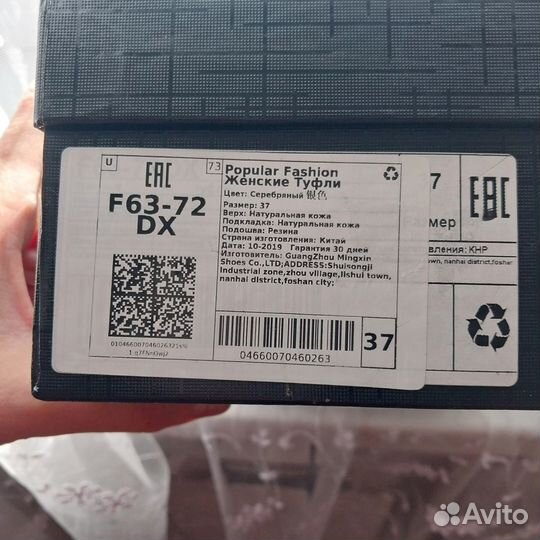 U
73
EAC
F63-72
DX
Popular Fashion
Женские Туфли
Цвет: Серебряный 银色
Размер: 37
Верх: Натуральная кожа
Подкладка: Натуральная кожа
Подошва: Резина
Страна изготовления: Китай
Дата: 10-2019 Гарантия 30 дней
Изготовитель: GuangZhou Mingxin
Shoes Co.,LTD;ADDRESS:Shuisongji
Industrial zone,zhou village,lishui town,
nanhai district,foshan city;
04660070460263
37
7
мер
EAC
вления: КНР
nanhai district,foshan
Avito